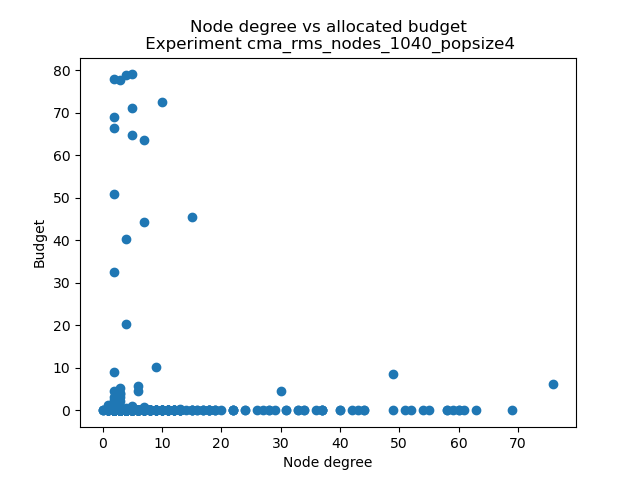 Node degree vs allocated budget
Experiment cma_rms_nodes_1040_popsize4
80
70
60
50
40
30
20
10
0
Budget
0 10 20 30 40 50 60 70
Node degree